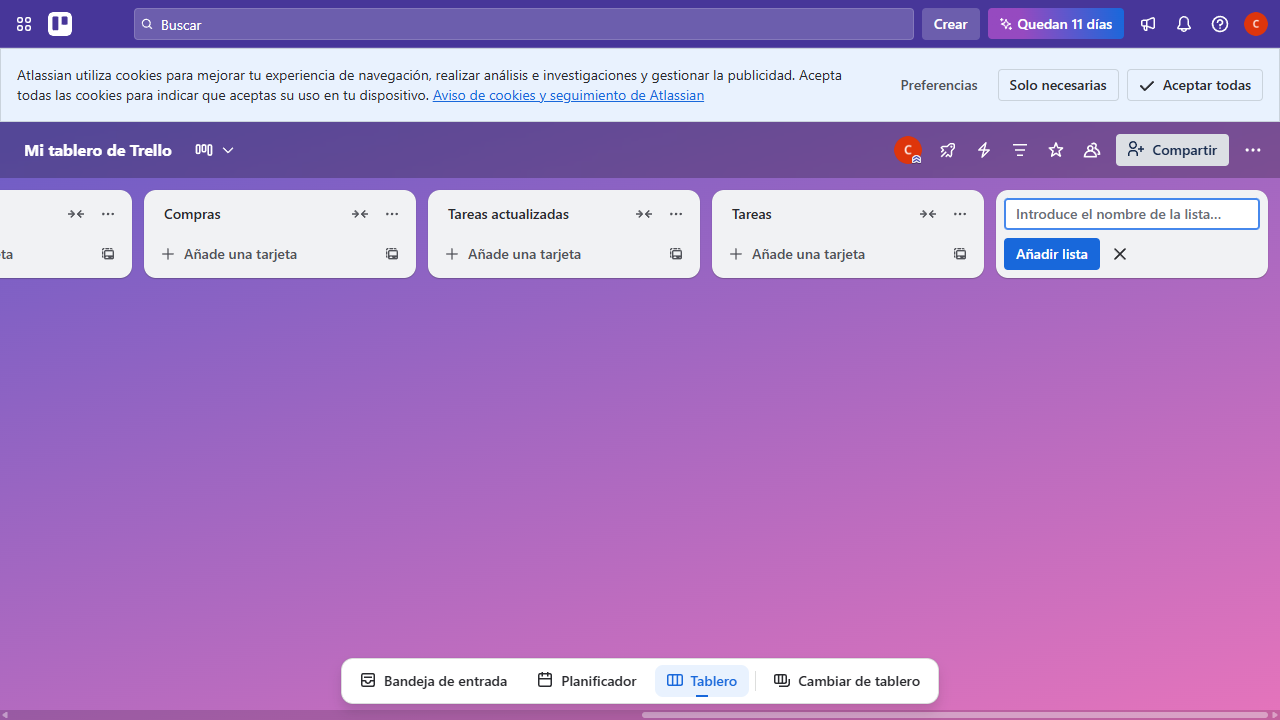 Buscar
Crear
Quedan 11 días
C
Atlassian utiliza cookies para mejorar tu experiencia de navegación, realizar análisis e investigaciones y gestionar la publicidad. Acepta
todas las cookies para indicar que aceptas su uso en tu dispositivo. Aviso de cookies y seguimiento de Atlassian
Preferencias
Solo necesarias
Aceptar todas
Mi tablero de Trello
C
Compartir
Compras
Tareas actualizadas
Tareas
Introduce el nombre de la lista...
eta
Añade una tarjeta
Añade una tarjeta
Añade una tarjeta
Añadir lista
Bandeja de entrada
Planificador
Tablero
Cambiar de tablero